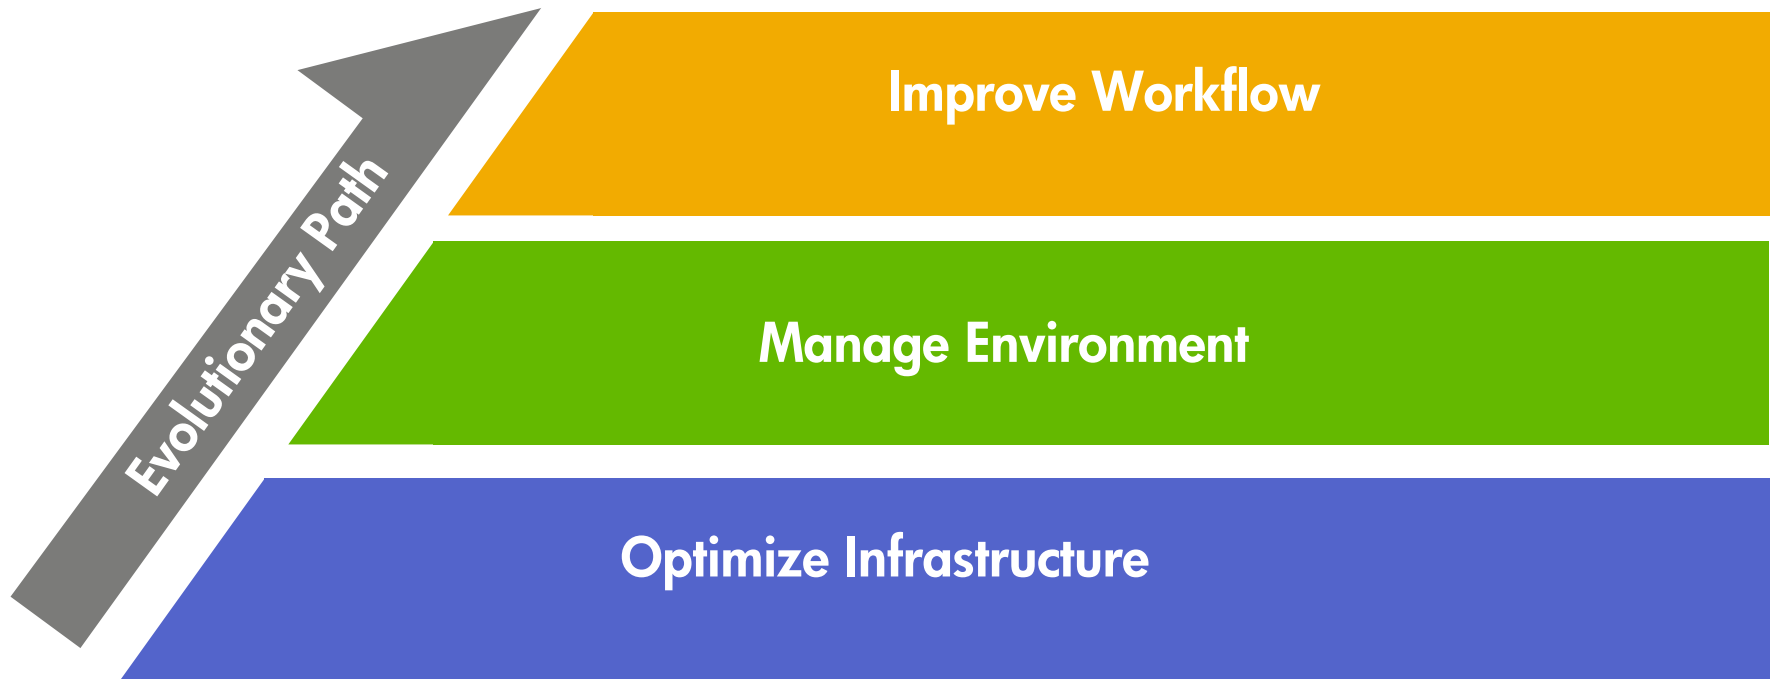 Improve Workflow
Evolutionary Path
Manage Environment
Optimize Infrastructure